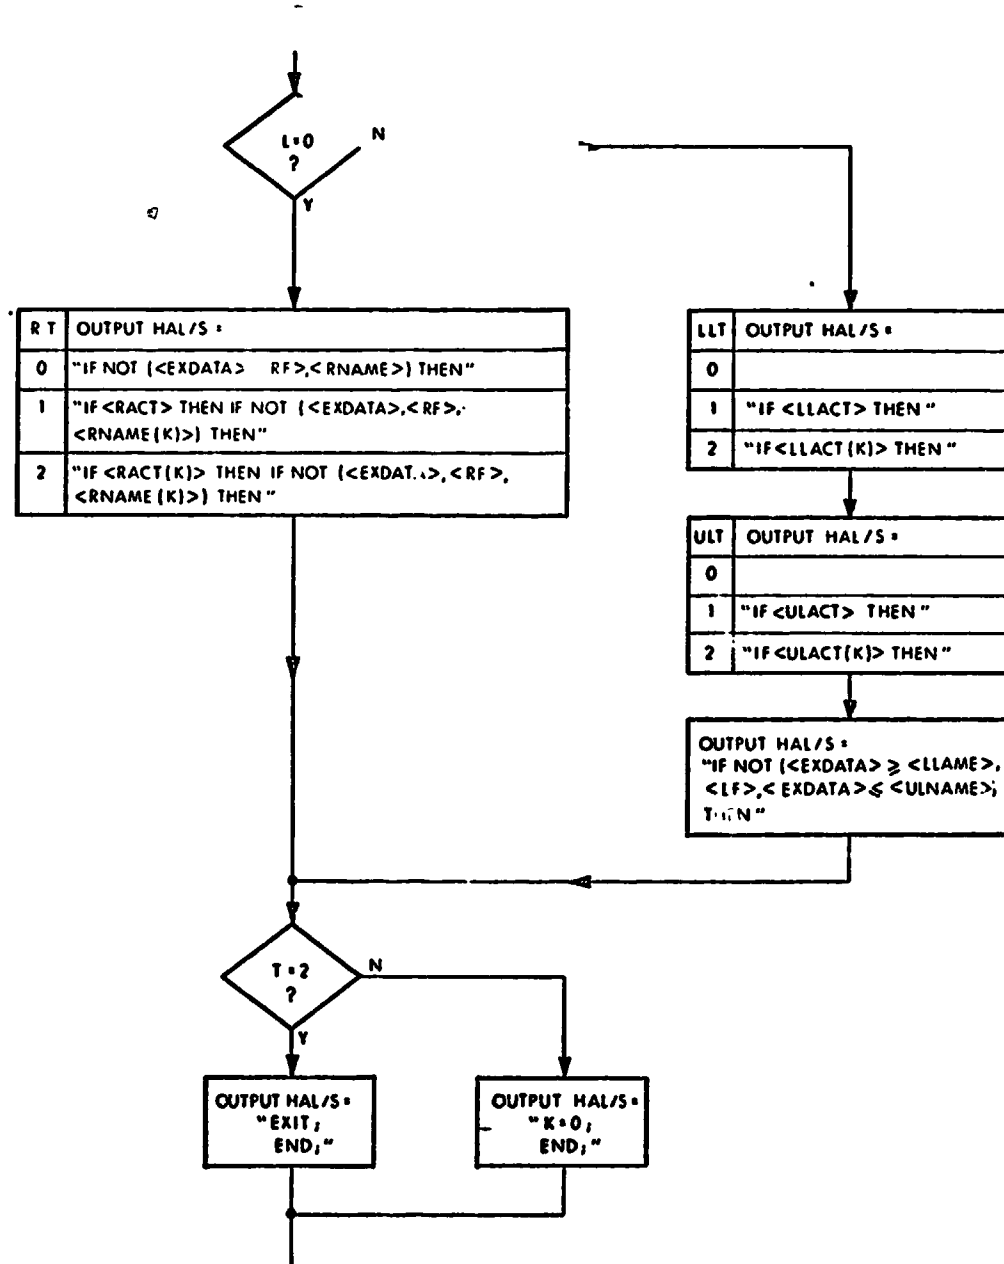 L=0
?
N
Y
RT OUTPUT HAL/S =
0 "IF NOT (<EXDATA> RF>,<RNAME>) THEN"
1 "IF <RACT> THEN IF NOT (<EXDATA>,<RF>,
<RNAME(K)>) THEN"
2 "IF <RACT(K)> THEN IF NOT (<EXDAT >,<RF>,
<RNAME(K)>) THEN"
LLT OUTPUT HAL/S =
0
1 "IF <LLACT> THEN"
2 "IF <LLACT(K)> THEN"
ULT OUTPUT HAL/S =
0
1 "IF <ULACT> THEN"
2 "IF <ULACT(K)> THEN"
OUTPUT HAL/S =
"IF NOT (<EXDATA> ≥ <LLAME>,
<LF>,<EXDATA> ≤ <ULNAME>;
N"
T=2
?
N
Y
OUTPUT HAL/S =
"EXIT;
END;"
OUTPUT HAL/S =
"K=0;
END;"